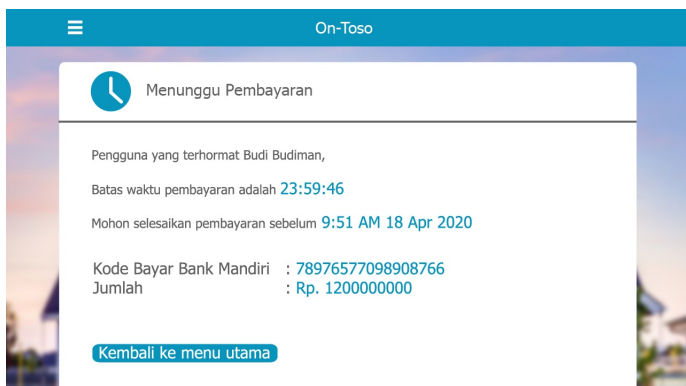 On-Toso
Menunggu Pembayaran
Pengguna yang terhormat Budi Budiman,
Batas waktu pembayaran adalah 23:59:46
Mohon selesaikan pembayaran sebelum 9:51 AM 18 Apr 2020
Kode Bayar Bank Mandiri : 78976577098908766
Jumlah : Rp. 1200000000
Kembali ke menu utama